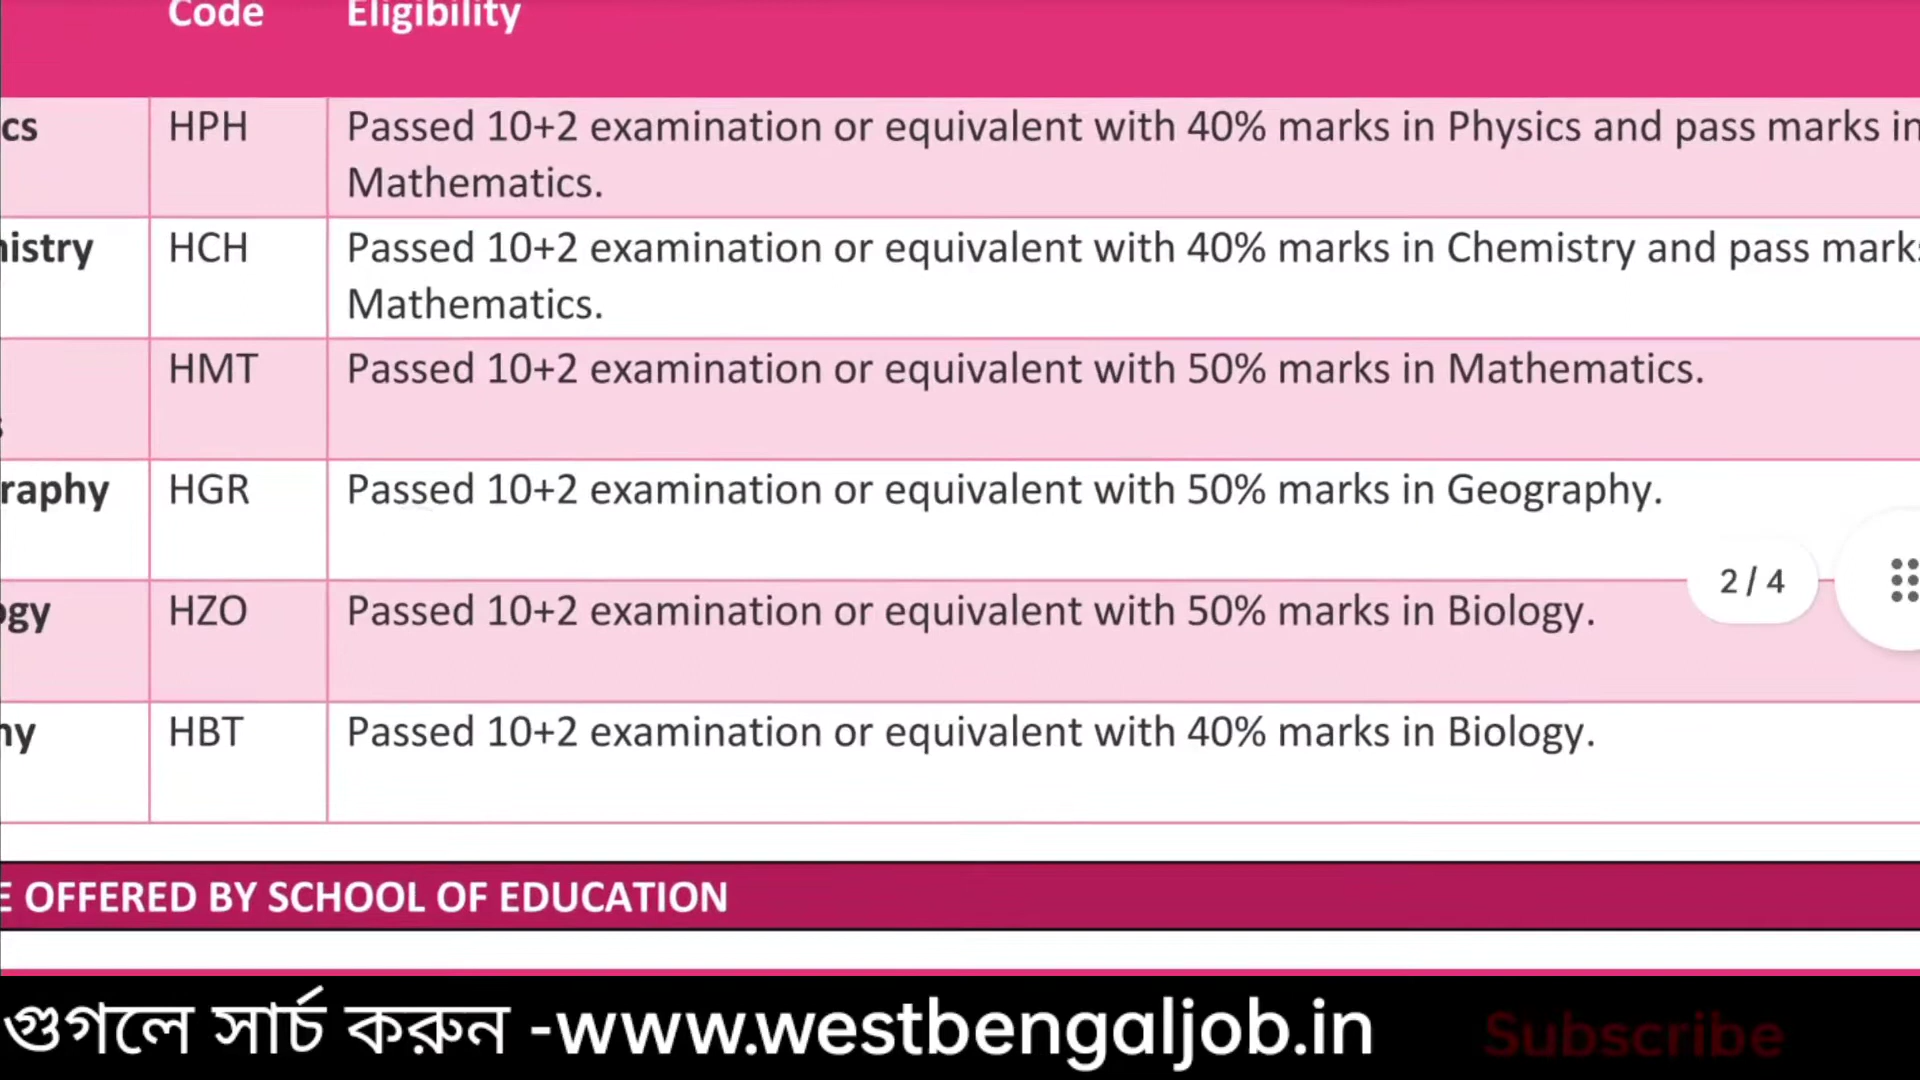 Code Eligibility
cs HPH Passed 10+2 examination or equivalent with 40% marks in Physics and pass marks in
Mathematics.
istry HCH Passed 10+2 examination or equivalent with 40% marks in Chemistry and pass marks
Mathematics.
HMT Passed 10+2 examination or equivalent with 50% marks in Mathematics.
raphy HGR Passed 10+2 examination or equivalent with 50% marks in Geography.
2 / 4
gy HZO Passed 10+2 examination or equivalent with 50% marks in Biology.
y HBT Passed 10+2 examination or equivalent with 40% marks in Biology.
E OFFERED BY SCHOOL OF EDUCATION
গুগলে সার্চ করুন -www.westbengaljob.in Subscribe